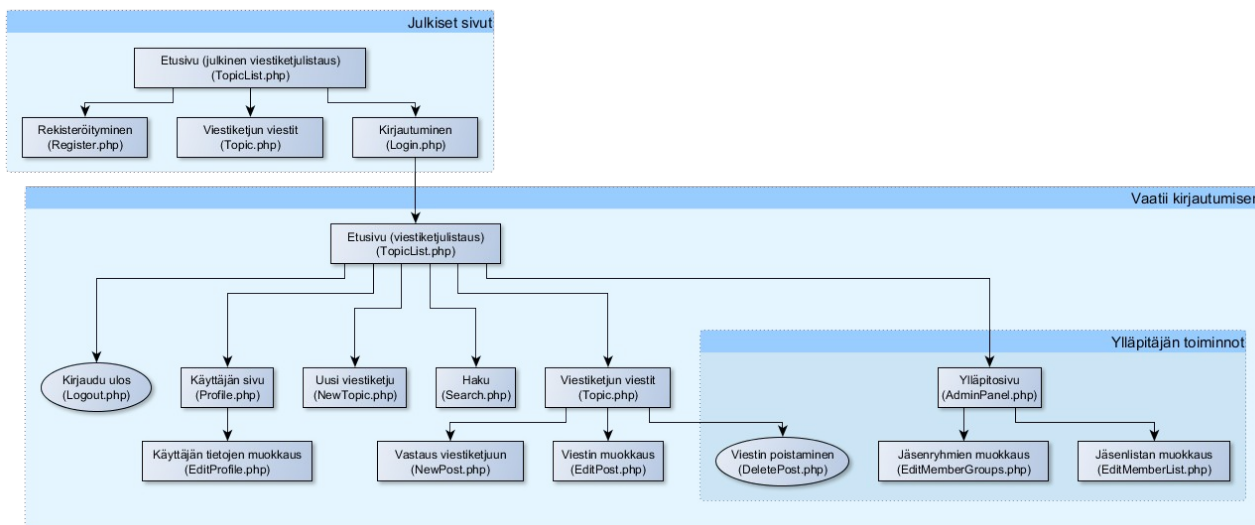 Julkiset sivut
Etusivu (julkinen viestiketjulistaus)
(TopicList.php)
Rekisteröityminen
(Register.php)
Viestiketjun viestit
(Topic.php)
Kirjautuminen
(Login.php)
Vaatii kirjautumisen
Etusivu (viestiketjulistaus)
(TopicList.php)
Ylläpitäjän toiminnot
Kirjaudu ulos
(Logout.php)
Käyttäjän sivu
(Profile.php)
Uusi viestiketju
(NewTopic.php)
Haku
(Search.php)
Viestiketjun viestit
(Topic.php)
Ylläpitosivu
(AdminPanel.php)
Käyttäjän tietojen muokkaus
(EditProfile.php)
Vastaus viestiketjuun
(NewPost.php)
Viestin muokkaus
(EditPost.php)
Viestin poistaminen
(DeletePost.php)
Jäsenryhmien muokkaus
(EditMemberGroups.php)
Jäsenlistan muokkaus
(EditMemberList.php)